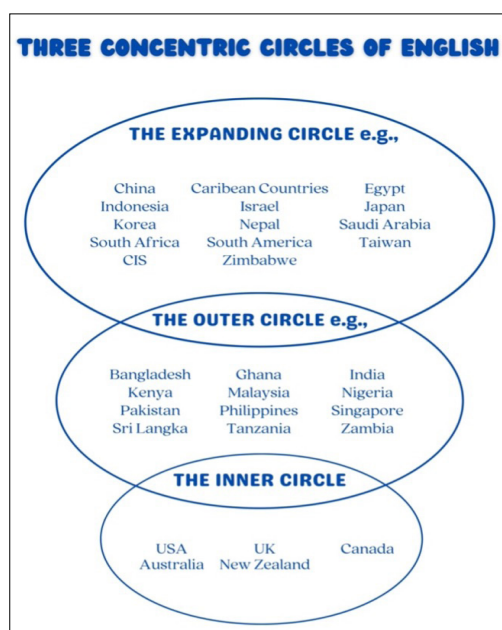 THREE CONCENTRIC CIRCLES OF ENGLISH
THE EXPANDING CIRCLE e.g.,
China Caribean Countries Egypt
Indonesia Israel Japan
Korea Nepal Saudi Arabia
South Africa South America Taiwan
CIS Zimbabwe
THE OUTER CIRCLE e.g.,
Bangladesh Ghana India
Kenya Malaysia Nigeria
Pakistan Philippines Singapore
Sri Langka Tanzania Zambia
THE INNER CIRCLE
USA UK Canada
Australia New Zealand